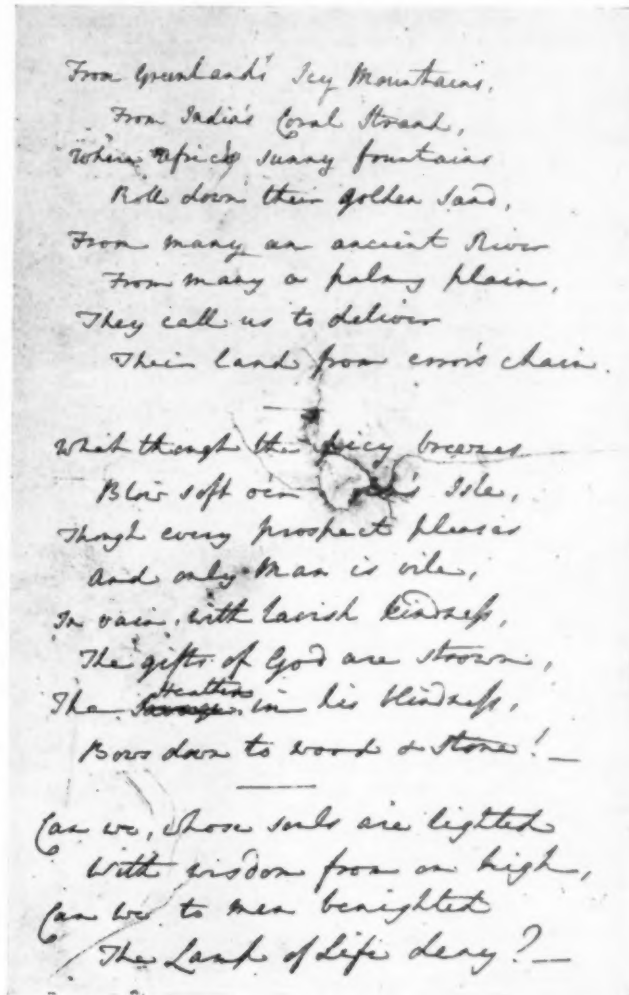 From Greenland's Icy Mountains,
From India's Coral Strand,
Where Africa's sunny fountains
Roll down their golden Sand,
From many an ancient River
From many a palmy plain,
They call us to deliver
Their land from error's chain.
What though the spicy breezes
Blow soft o'er Isle,
Though every prospect pleases
And only Man is vile,
In vain, with lavish kindness,
The gifts of God are strown,
The Heathen in his blindness,
Bows down to wood & Stone! —
Can we, whose souls are lighted
With wisdom from on high,
Can we to men benighted
The Lamp of Life deny? —